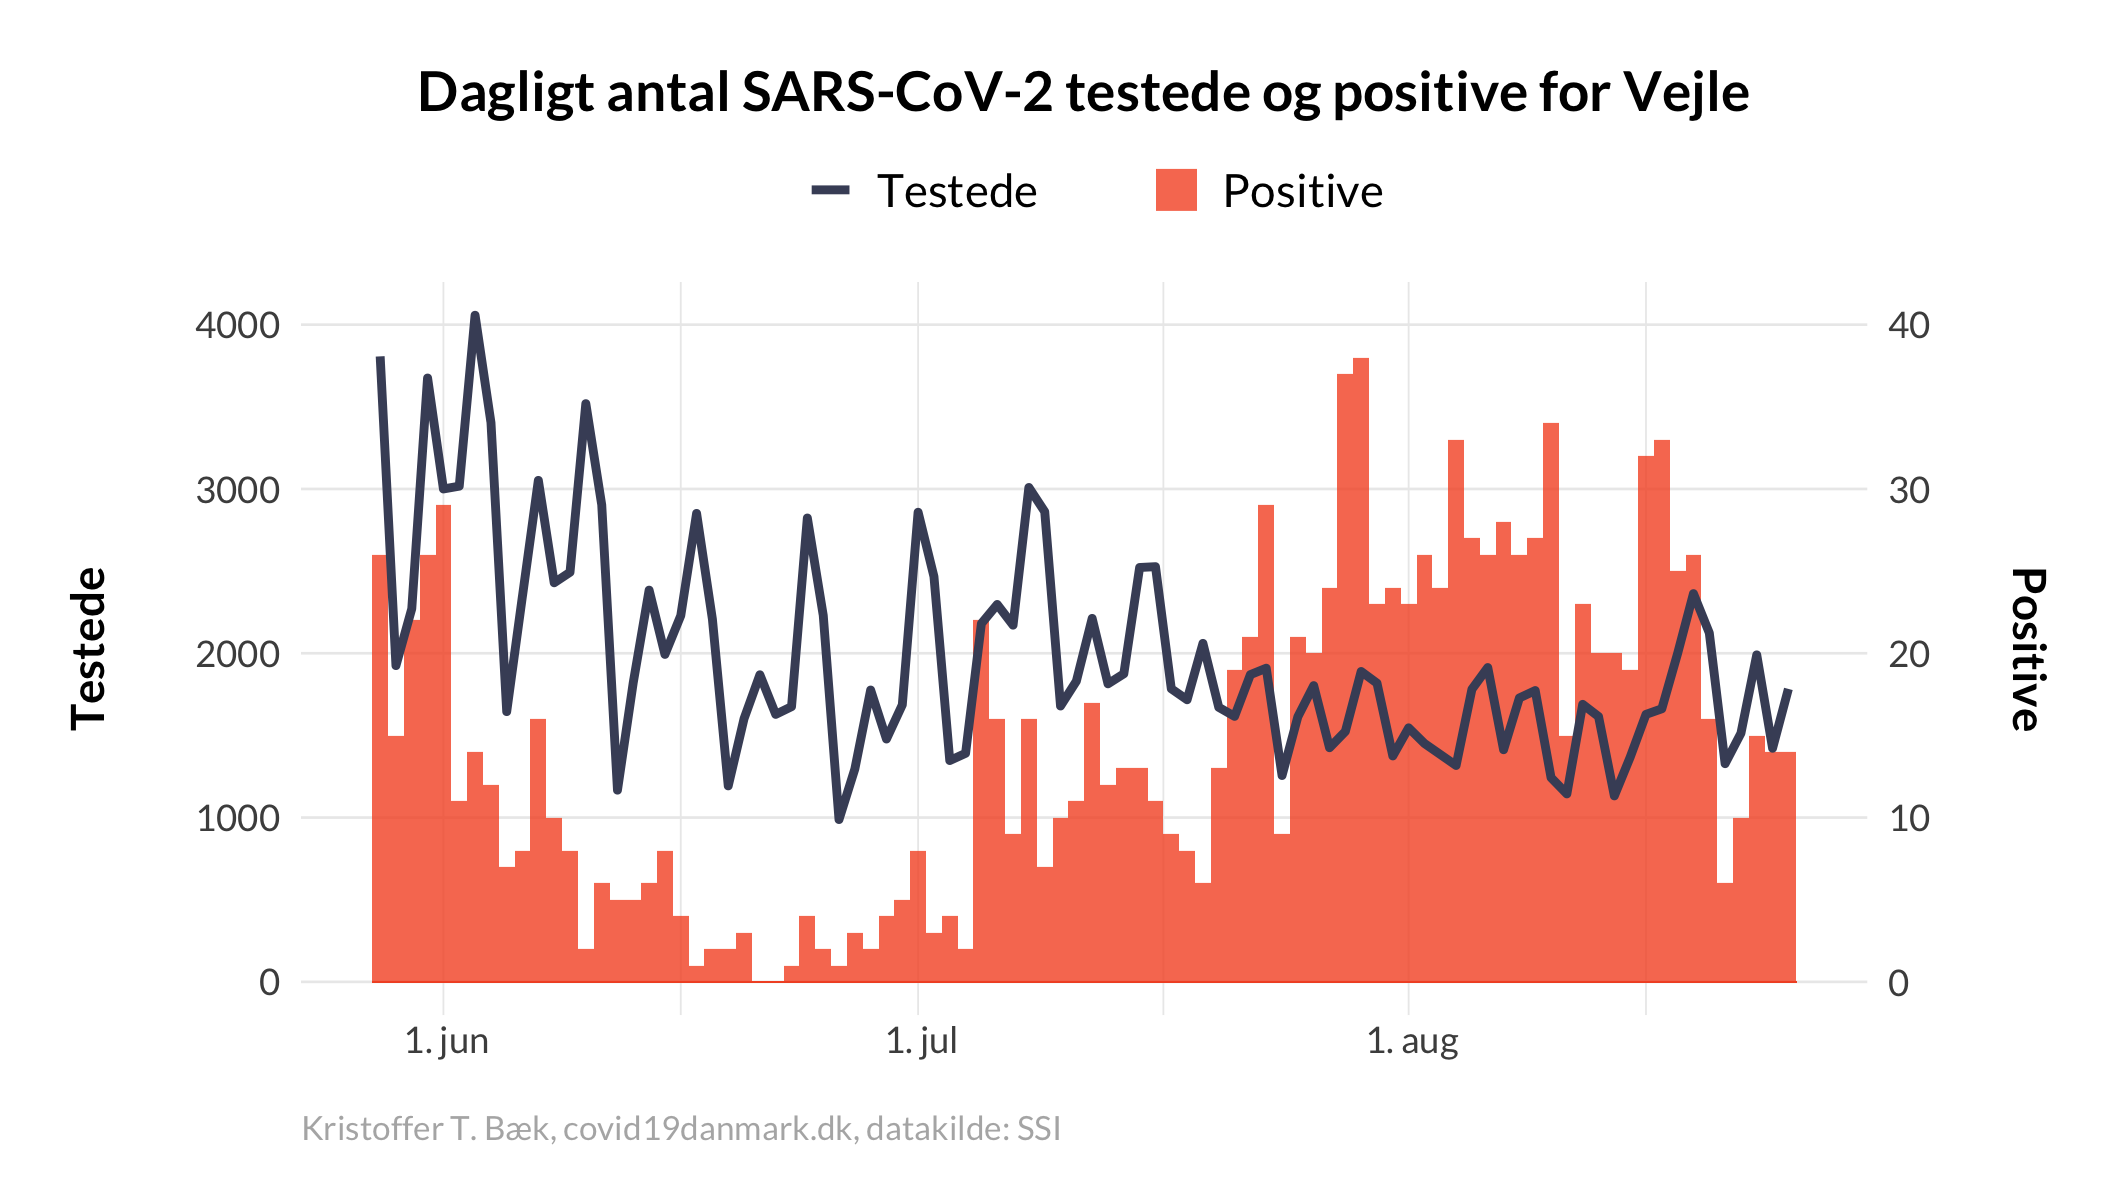 Dagligt antal SARS-CoV-2 testede og positive for Vejle
Testede
Positive
4000
3000
2000
1000
0
Testede
40
30
20
10
0
Positive
1. jun
1. jul
1. aug
Kristoffer T. Bæk, covid19danmark.dk, datakilde: SSI